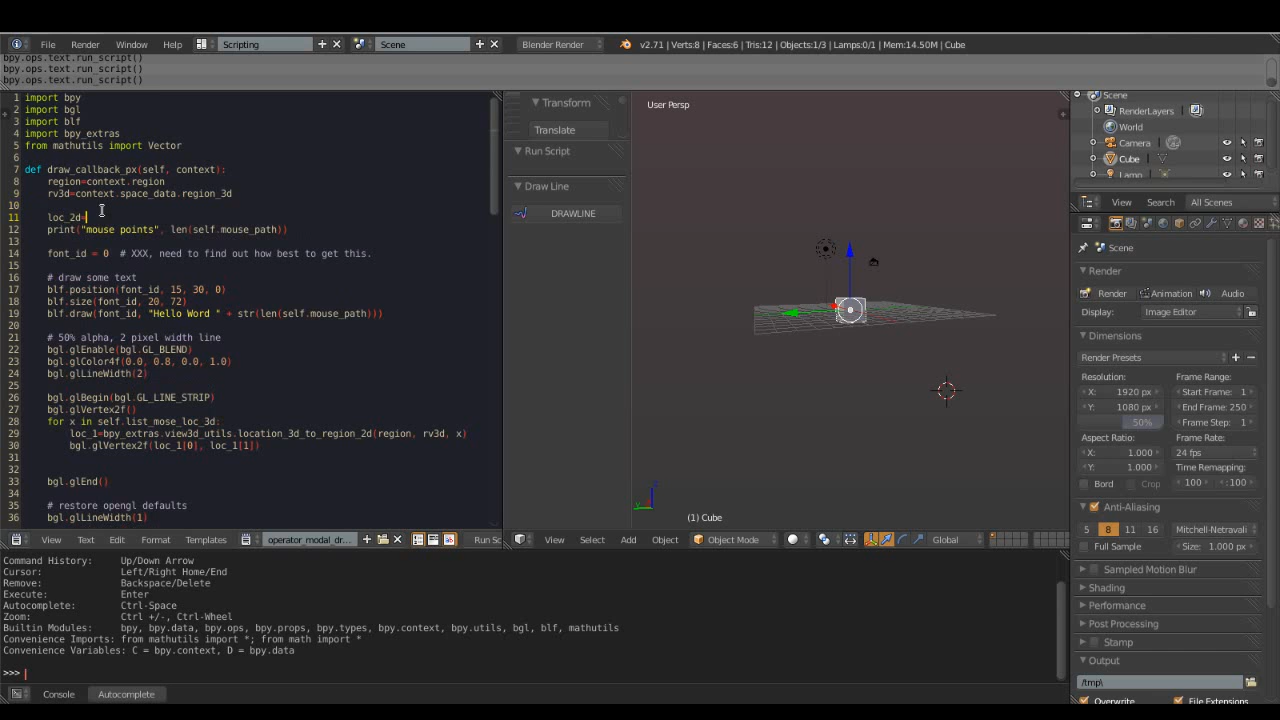 File Render Window Help Scripting Scene Blender Render v2.71 | Verts:8 | Faces:6 | Tris:12 | Objects:1/3 | Lamps:0/1 | Mem:14.50M | Cube
bpy.ops.text.run_script()
bpy.ops.text.run_script()
bpy.ops.text.run_script()
1 import bpy
2 import bgl
3 import blf
4 import bpy_extras
5 from mathutils import Vector
6
7 def draw_callback_px(self, context):
8 region=context.region
9 rv3d=context.space_data.region_3d
10
11 loc_2d=
12 print("mouse points", len(self.mouse_path))
13
14 font_id = 0 # XXX, need to find out how best to get this.
15
16 # draw some text
17 blf.position(font_id, 15, 30, 0)
18 blf.size(font_id, 20, 72)
19 blf.draw(font_id, "Hello Word " + str(len(self.mouse_path)))
20
21 # 50% alpha, 2 pixel width line
22 bgl.glEnable(bgl.GL_BLEND)
23 bgl.glColor4f(0.0, 0.8, 0.0, 1.0)
24 bgl.glLineWidth(2)
25
26 bgl.glBegin(bgl.GL_LINE_STRIP)
27 bgl.glVertex2f()
28 for x in self.list_mose_loc_3d:
29 loc_1=bpy_extras.view3d_utils.location_3d_to_region_2d(region, rv3d, x)
30 bgl.glVertex2f(loc_1[0], loc_1[1])
31
32
33 bgl.glEnd()
34
35 # restore opengl defaults
36 bgl.glLineWidth(1)
View Text Edit Format Templates operator_modal_dr... Run Sc
Transform
Translate
Run Script
Draw Line
DRAWLINE
User Persp
(1) Cube
View Select Add Object Object Mode Global
Command History: Up/Down Arrow
Cursor: Left/Right Home/End
Remove: Backspace/Delete
Execute: Enter
Autocomplete: Ctrl-Space
Zoom: Ctrl +/-, Ctrl-Wheel
Builtin Modules: bpy, bpy.data, bpy.ops, bpy.props, bpy.types, bpy.context, bpy.utils, bgl, blf, mathutils
Convenience Imports: from mathutils import *; from math import *
Convenience Variables: C = bpy.context, D = bpy.data
>>>
Console Autocomplete
Scene
RenderLayers
World
Camera
Cube
Lamp
View Search All Scenes
Scene
Render
Render Animation Audio
Display: Image Editor
Dimensions
Render Presets
Resolution: Frame Range:
X: 1920 px Start Frame: 1
Y: 1080 px End Frame: 250
50% Frame Step: 1
Aspect Ratio: Frame Rate:
X: 1.000 24 fps
Y: 1.000 Time Remapping:
Bord Crop 100 :100
Anti-Aliasing
5 8 11 16 Mitchell-Netravali
Full Sample Size: 1.000 px
Sampled Motion Blur
Shading
Performance
Post Processing
Stamp
Output
/tmp\
Overwrite File Extensions